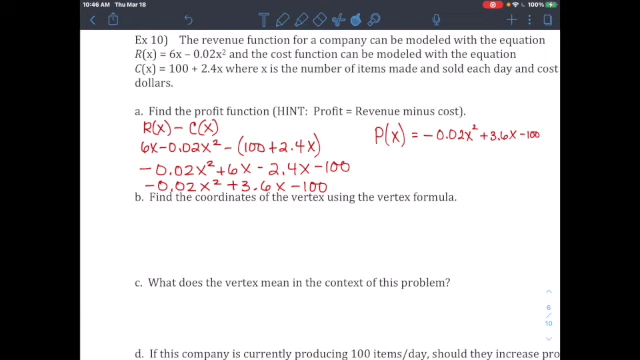 10:46 AM Thu Mar 18
Ex 10) The revenue function for a company can be modeled with the equation
R(x) = 6x – 0.02x² and the cost function can be modeled with the equation
C(x) = 100 + 2.4x where x is the number of items made and sold each day and cost
dollars.
a. Find the profit function (HINT: Profit = Revenue minus cost).
R(x) - C(x)
P(x) = -0.02x² + 3.6x - 100
6x - 0.02x² - (100 + 2.4x)
-0.02x² + 6x - 2.4x - 100
-0.02x² + 3.6x - 100
b. Find the coordinates of the vertex using the vertex formula.
c. What does the vertex mean in the context of this problem?
6
/
10
d. If this company is currently producing 100 items/day, should they increase pro